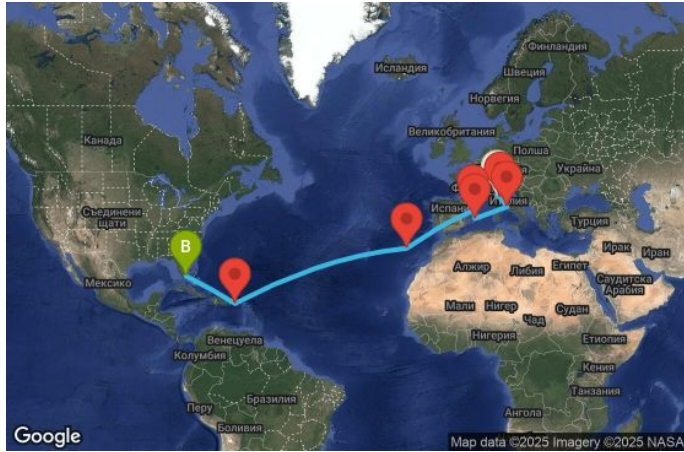 Финландия
Исландия
Швеция
Норвегия
Канада
Великобритания
Полша
Украйна
Ф
Испан
Италия
Съединени
щати
Турция
B
Ирак
Иран
Алжир
Либия
Египет
Саудитска
Арабия
Мексико
Мали
Нигер
Судан
Чад
Венецуела
Нигерия
Етиопия
Колумбия
Кения
Бразилия
Танзания
Перу
Ангола
Боливия
Google
Map data ©2025 Imagery ©2025 NASA